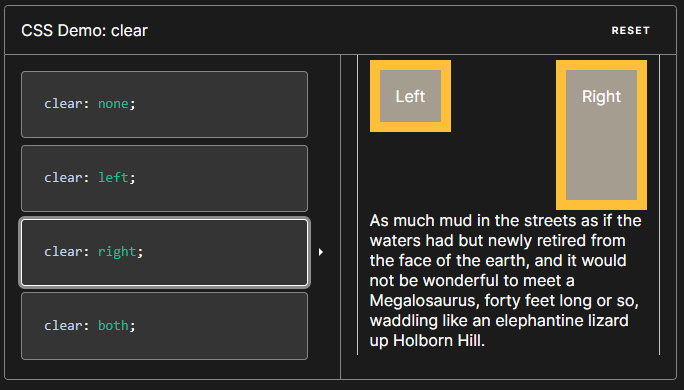 CSS Demo: clear
RESET
clear: none;
clear: left;
clear: right;
clear: both;
Left
Right
As much mud in the streets as if the
waters had but newly retired from
the face of the earth, and it would
not be wonderful to meet a
Megalosaurus, forty feet long or so,
waddling like an elephantine lizard
up Holborn Hill.